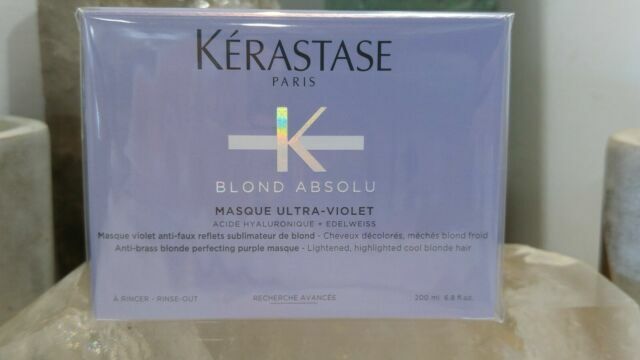 KÉRASTASE
PARIS
K
BLOND ABSOLU
MASQUE ULTRA-VIOLET
ACIDE HYALURONIQUE + EDELWEISS
Masque violet anti-faux reflets sublimateur de blond - Cheveux décolorés, méchés blond froid
Anti-brass blonde perfecting purple masque - Lightened, highlighted cool blonde hair
À RINCER - RINSE-OUT RECHERCHE AVANCÉS 200 ml 6.8 fl.oz.